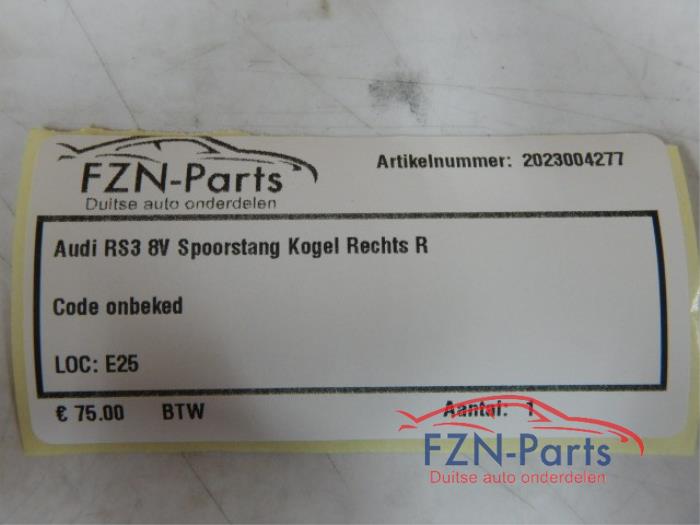 FZN-Parts
Duitse auto onderdelen
Artikelnummer: 2023004277
Audi RS3 8V Spoorstang Kogel Rechts R
Code onbeked
LOC: E25
€ 75.00 BTW Aantal: 1
FZN-Parts
Duitse auto onderdelen